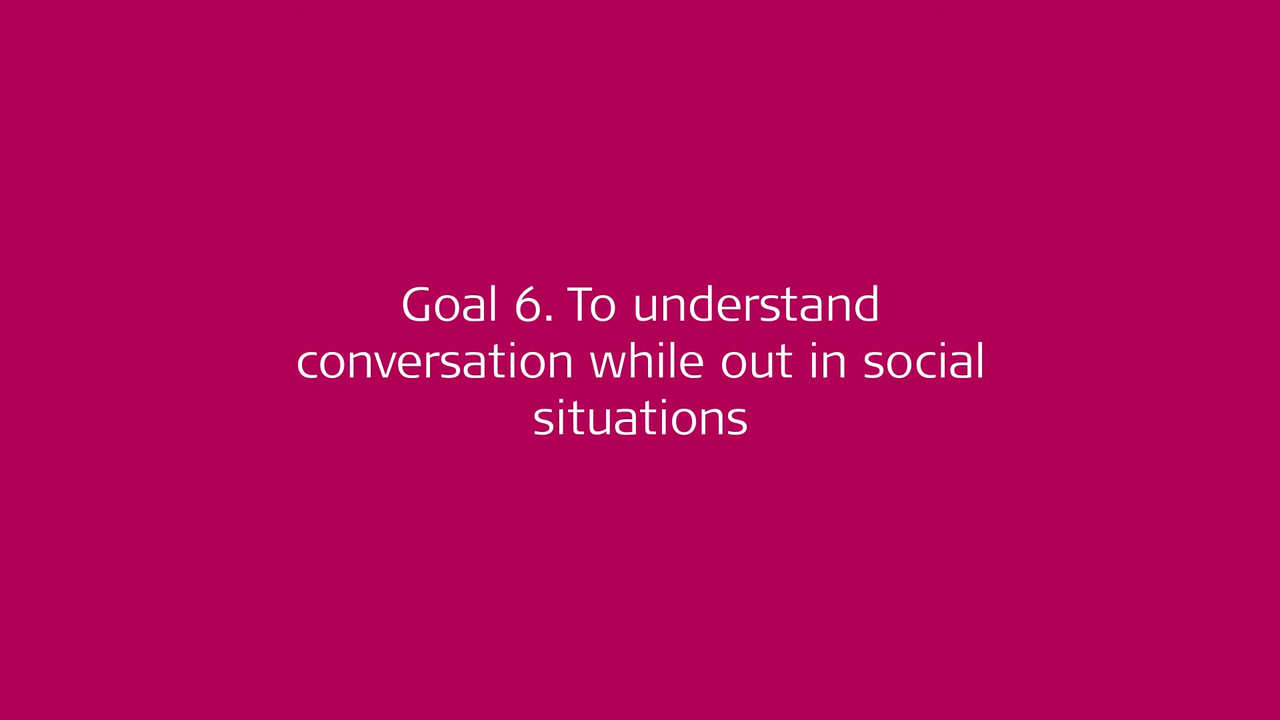 Goal 6. To understand
conversation while out in social
situations